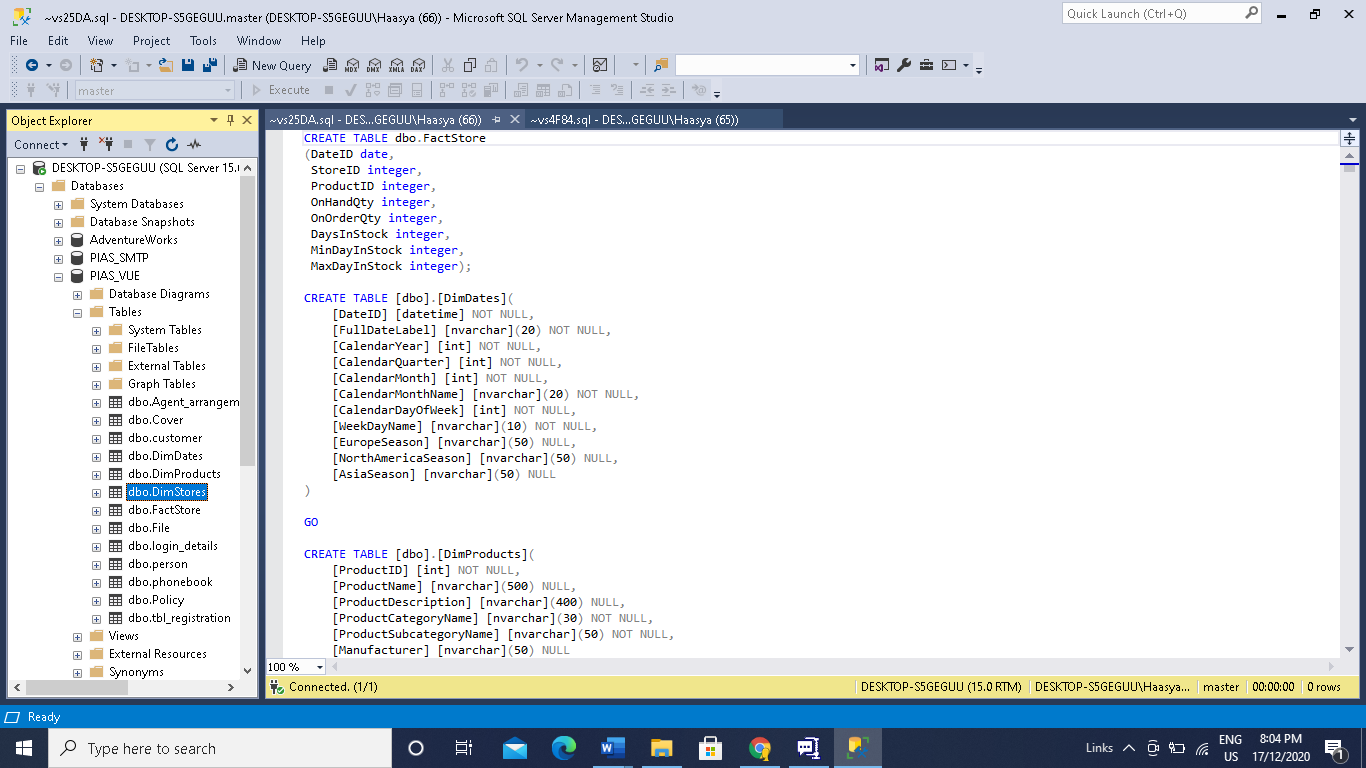 ~vs25DA.sql - DESKTOP-S5GEGUU.master (DESKTOP-S5GEGUU\Haasya (66)) - Microsoft SQL Server Management Studio
Quick Launch (Ctrl+Q)
File Edit View Project Tools Window Help
New Query MDX DMX XMLA DAX
master Execute
Object Explorer
Connect
DESKTOP-S5GEGUU (SQL Server 15.
Databases
System Databases
Database Snapshots
AdventureWorks
PIAS_SMTP
PIAS_VUE
Database Diagrams
Tables
System Tables
FileTables
External Tables
Graph Tables
dbo.Agent_arrangem
dbo.Cover
dbo.customer
dbo.DimDates
dbo.DimProducts
dbo.DimStores
dbo.FactStore
dbo.File
dbo.login_details
dbo.person
dbo.phonebook
dbo.Policy
dbo.tbl_registration
Views
External Resources
Synonyms
~vs25DA.sql - DES...GEGUU\Haasya (66))
~vs4F84.sql - DES...GEGUU\Haasya (65))
CREATE TABLE dbo.FactStore
(DateID date,
StoreID integer,
ProductID integer,
OnHandQty integer,
OnOrderQty integer,
DaysInStock integer,
MinDayInStock integer,
MaxDayInStock integer);
CREATE TABLE [dbo].[DimDates](
[DateID] [datetime] NOT NULL,
[FullDateLabel] [nvarchar](20) NOT NULL,
[CalendarYear] [int] NOT NULL,
[CalendarQuarter] [int] NOT NULL,
[CalendarMonth] [int] NOT NULL,
[CalendarMonthName] [nvarchar](20) NOT NULL,
[CalendarDayOfWeek] [int] NOT NULL,
[WeekDayName] [nvarchar](10) NOT NULL,
[EuropeSeason] [nvarchar](50) NULL,
[NorthAmericaSeason] [nvarchar](50) NULL,
[AsiaSeason] [nvarchar](50) NULL
)
GO
CREATE TABLE [dbo].[DimProducts](
[ProductID] [int] NOT NULL,
[ProductName] [nvarchar](500) NULL,
[ProductDescription] [nvarchar](400) NULL,
[ProductCategoryName] [nvarchar](30) NOT NULL,
[ProductSubcategoryName] [nvarchar](50) NOT NULL,
[Manufacturer] [nvarchar](50) NULL
100 %
Connected. (1/1)
DESKTOP-S5GEGUU (15.0 RTM) DESKTOP-S5GEGUU\Haasya... master 00:00:00 0 rows
Ready
Type here to search
Links
ENG
US
8:04 PM
17/12/2020
1